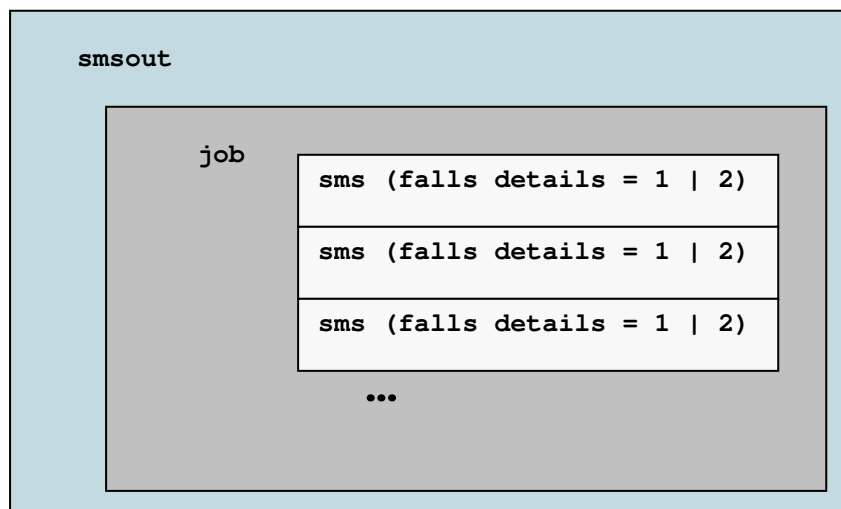 smsout
job
sms (falls details = 1 | 2)
sms (falls details = 1 | 2)
sms (falls details = 1 | 2)
…